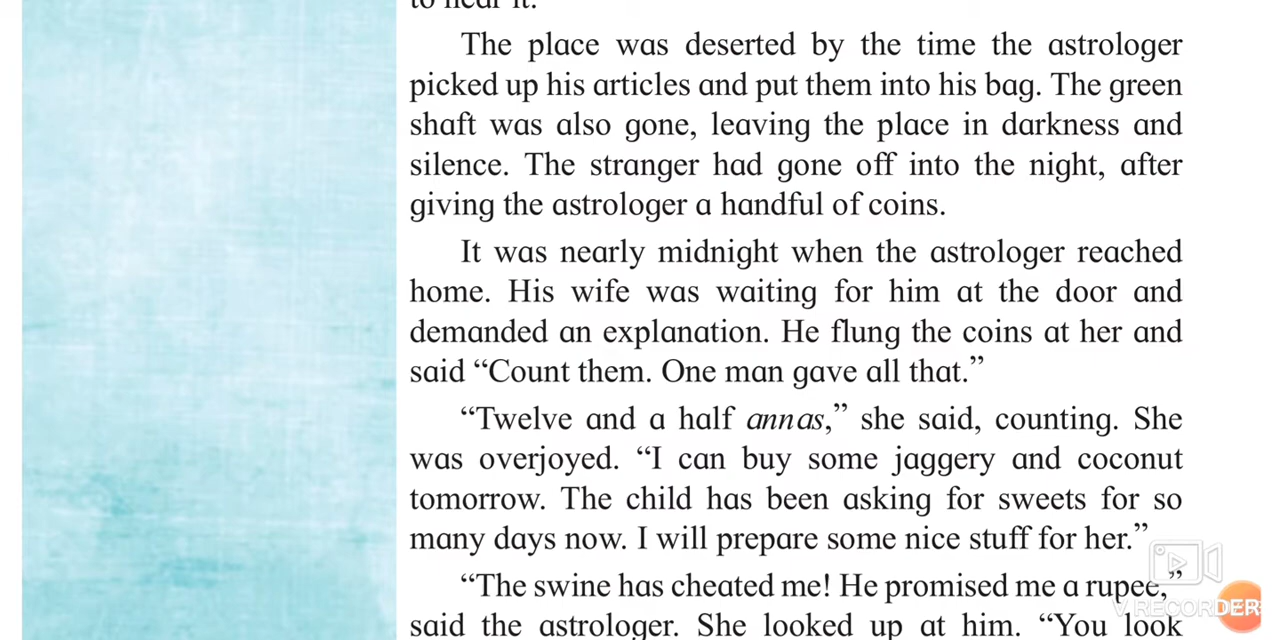 to hear it.
The place was deserted by the time the astrologer
picked up his articles and put them into his bag. The green
shaft was also gone, leaving the place in darkness and
silence. The stranger had gone off into the night, after
giving the astrologer a handful of coins.
It was nearly midnight when the astrologer reached
home. His wife was waiting for him at the door and
demanded an explanation. He flung the coins at her and
said “Count them. One man gave all that.”
“Twelve and a half annas,” she said, counting. She
was overjoyed. “I can buy some jaggery and coconut
tomorrow. The child has been asking for sweets for so
many days now. I will prepare some nice stuff for her.”
“The swine has cheated me! He promised me a rupee,”
said the astrologer. She looked up at him. “You look
V RECORDER